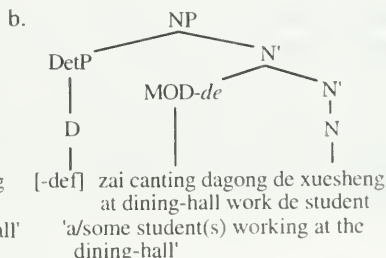 b.
NP
DetP N'
MOD-de N'
D N
g [-def] zai canting dagong de xuesheng
at dining-hall work de student
all' 'a/some student(s) working at the
dining-hall'